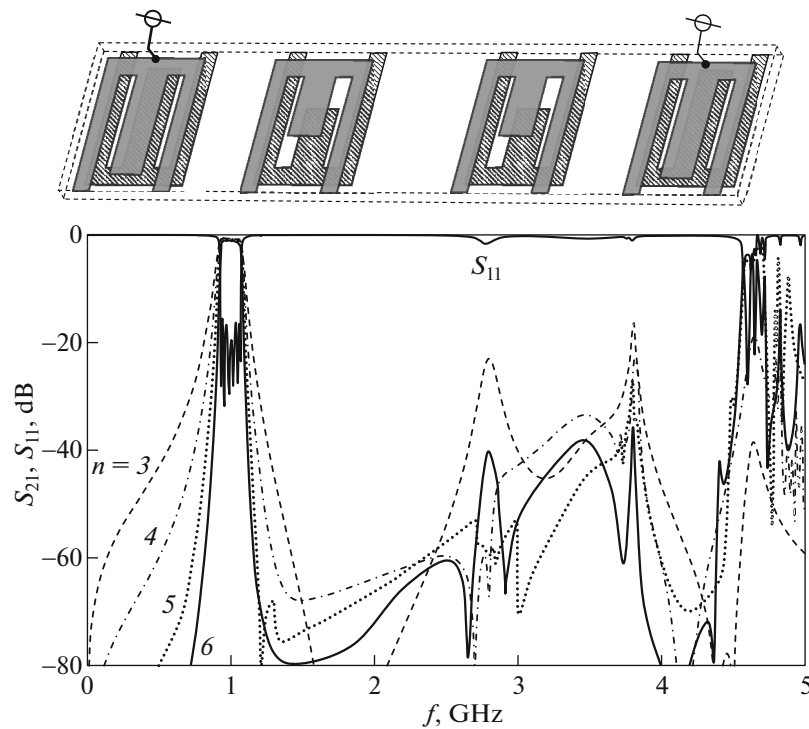 0
S₁₁
−20
S₂₁, S₁₁, dB
−40
n = 3
4
−60
5
6
−80
0 1 2 3 4 5
f, GHz